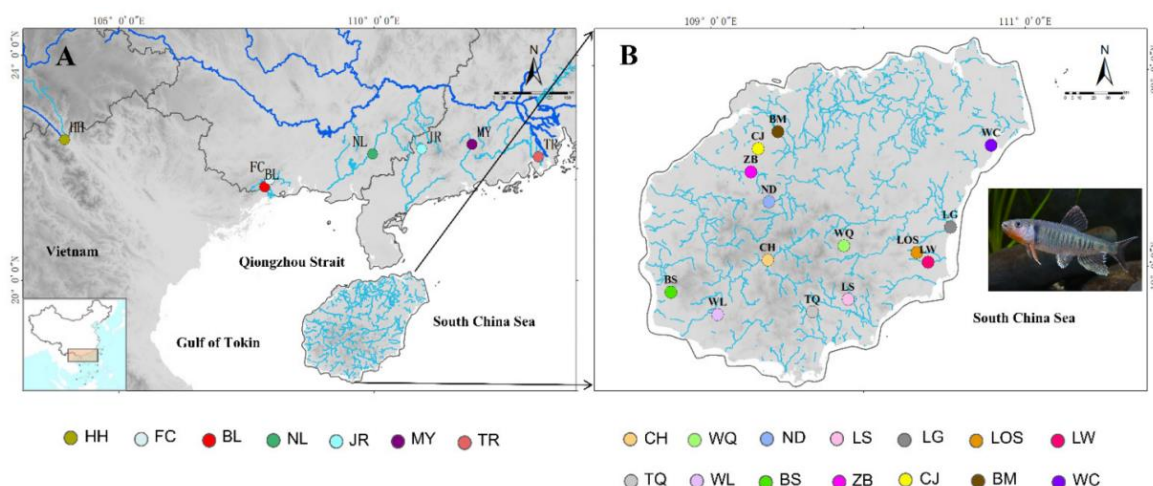 105° 0'0"E
110° 0'0"E
24° 0'0"N
20° 0'0"N
A
N
HH
FC
BL
NL
JR
MY
TR
Vietnam
Qiongzhou Strait
Gulf of Tokin
South China Sea
109° 0'0"E
111° 0'0"E
B
N
BM
CJ
ZB
ND
WC
LG
WQ
LOS
LW
CH
BS
WL
TQ
LS
South China Sea
HH FC BL NL JR MY TR
CH WQ ND LS LG LOS LW
TQ WL BS ZB CJ BM WC